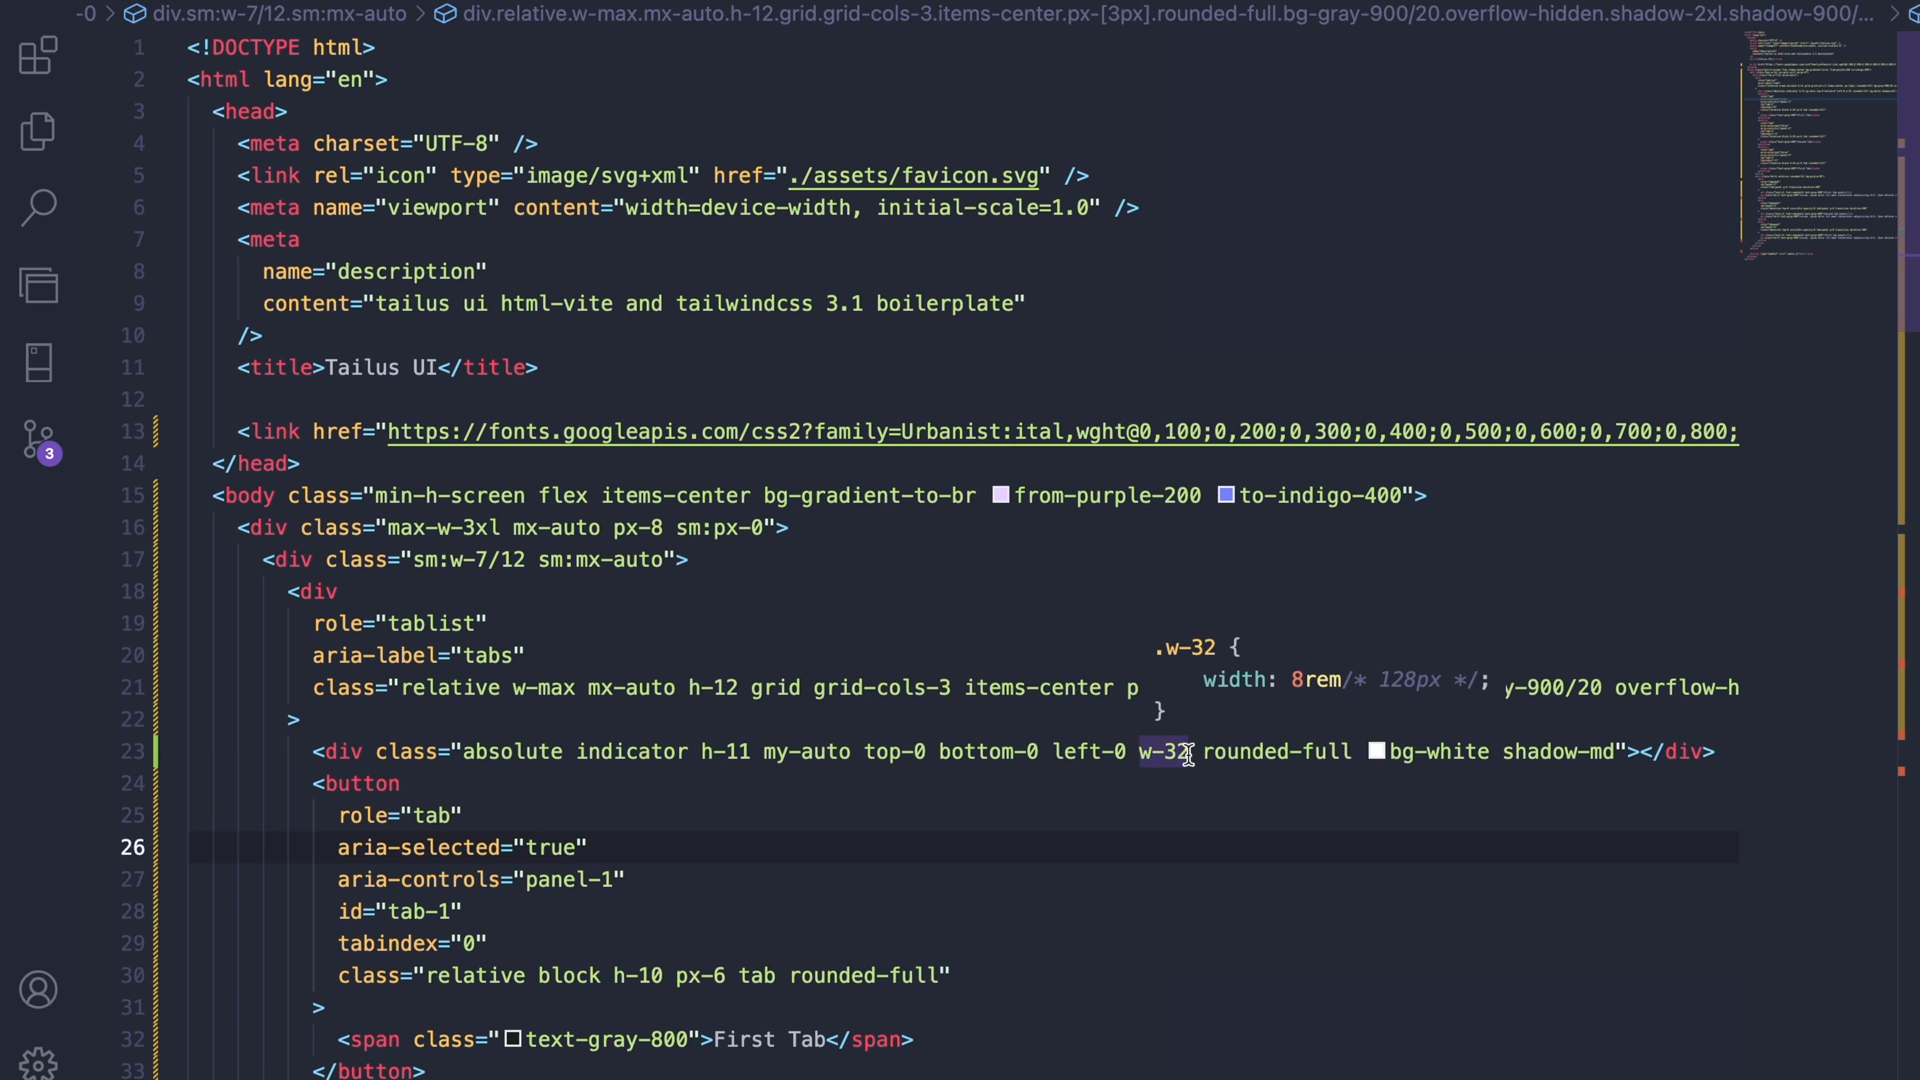 -0 > div.sm:w-7/12.sm:mx-auto > div.relative.w-max.mx-auto.h-12.grid.grid-cols-3.items-center.px-[3px].rounded-full.bg-gray-900/20.overflow-hidden.shadow-2xl.shadow-900/... >
1 <!DOCTYPE html>
2 <html lang="en">
3 <head>
4 <meta charset="UTF-8" />
5 <link rel="icon" type="image/svg+xml" href="./assets/favicon.svg" />
6 <meta name="viewport" content="width=device-width, initial-scale=1.0" />
7 <meta
8 name="description"
9 content="tailus ui html-vite and tailwindcss 3.1 boilerplate"
10 />
11 <title>Tailus UI</title>
12
13 <link href="https://fonts.googleapis.com/css2?family=Urbanist:ital,wght@0,100;0,200;0,300;0,400;0,500;0,600;0,700;0,800;
3
14 </head>
15 <body class="min-h-screen flex items-center bg-gradient-to-br from-purple-200 to-indigo-400">
16 <div class="max-w-3xl mx-auto px-8 sm:px-0">
17 <div class="sm:w-7/12 sm:mx-auto">
18 <div
19 role="tablist"
20 aria-label="tabs"
.w-32 {
width: 8rem/* 128px */;
}
21 class="relative w-max mx-auto h-12 grid grid-cols-3 items-center p y-900/20 overflow-h
22 >
23 <div class="absolute indicator h-11 my-auto top-0 bottom-0 left-0 w-32 rounded-full bg-white shadow-md"></div>
24 <button
25 role="tab"
26 aria-selected="true"
27 aria-controls="panel-1"
28 id="tab-1"
29 tabindex="0"
30 class="relative block h-10 px-6 tab rounded-full"
31 >
32 <span class="text-gray-800">First Tab</span>
33 </button>